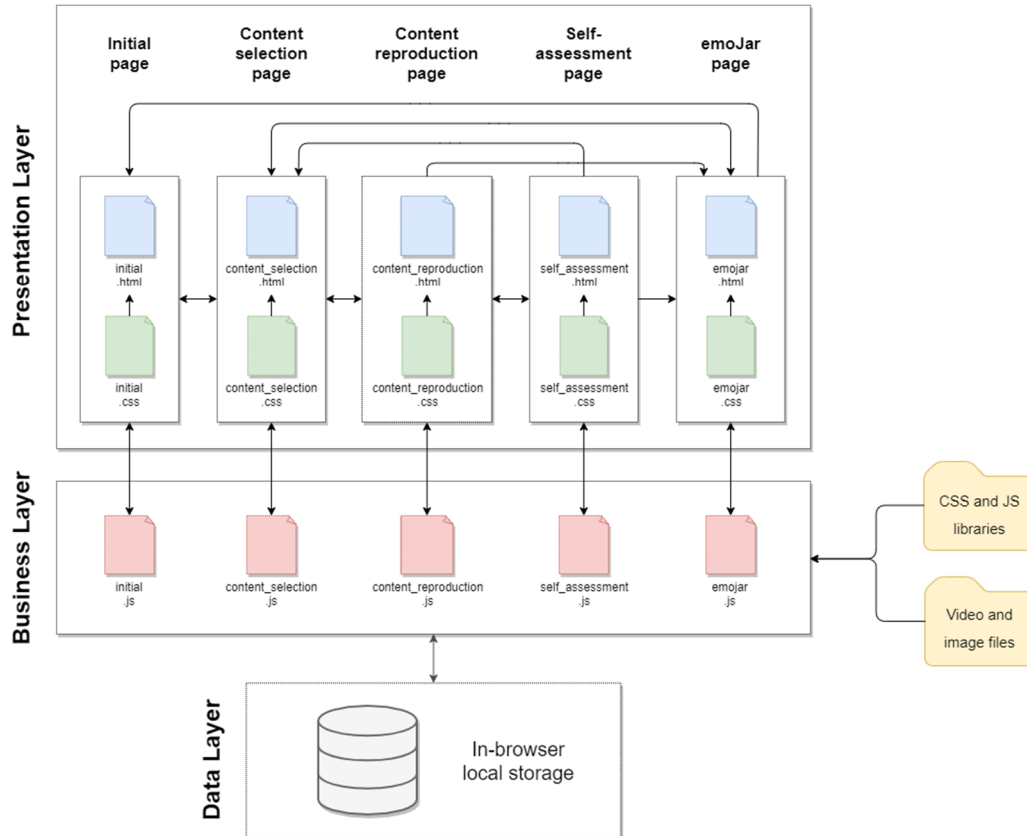 Initial
page
Content
selection
page
Content
reproduction
page
Self-
assessment
page
emoJar
page
Presentation Layer
initial
.html
content_selection
.html
content_reproduction
.html
self_assessment
.html
emojar
.html
initial
.css
content_selection
.css
content_reproduction
.css
self_assessment
.css
emojar
.css
Business Layer
initial
.js
content_selection
.js
content_reproduction
.js
self_assessment
.js
emojar
.js
CSS and JS
libraries
Video and
image files
Data Layer
In-browser
local storage